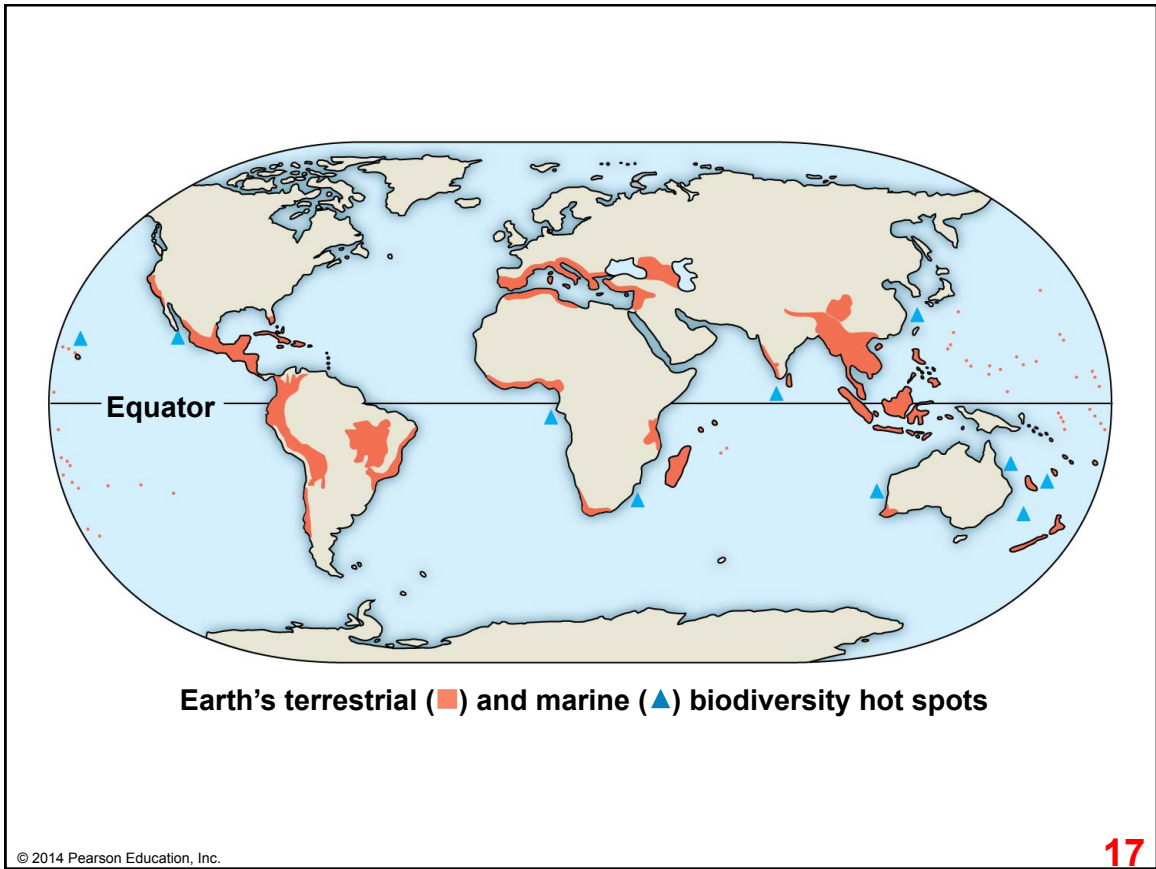 Equator
Earth's terrestrial (■) and marine (▲) biodiversity hot spots
© 2014 Pearson Education, Inc.
17